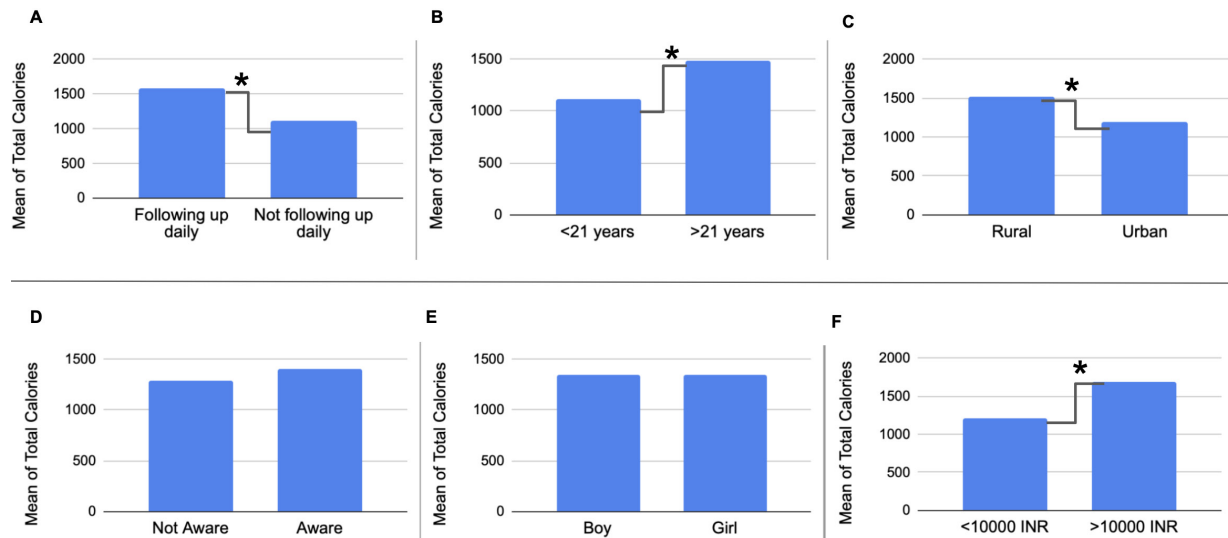 A
Mean of Total Calories
2000
1500
1000
500
0
*
Following up
daily
Not following up
daily
B
Mean of Total Calories
1500
1000
500
0
*
<21 years
>21 years
C
Mean of Total Calories
2000
1500
1000
500
0
*
Rural
Urban
D
Mean of Total Calories
1500
1000
500
0
Not Aware
Aware
E
Mean of Total Calories
1500
1000
500
0
Boy
Girl
F
Mean of Total Calories
2000
1500
1000
500
0
*
<10000 INR
>10000 INR